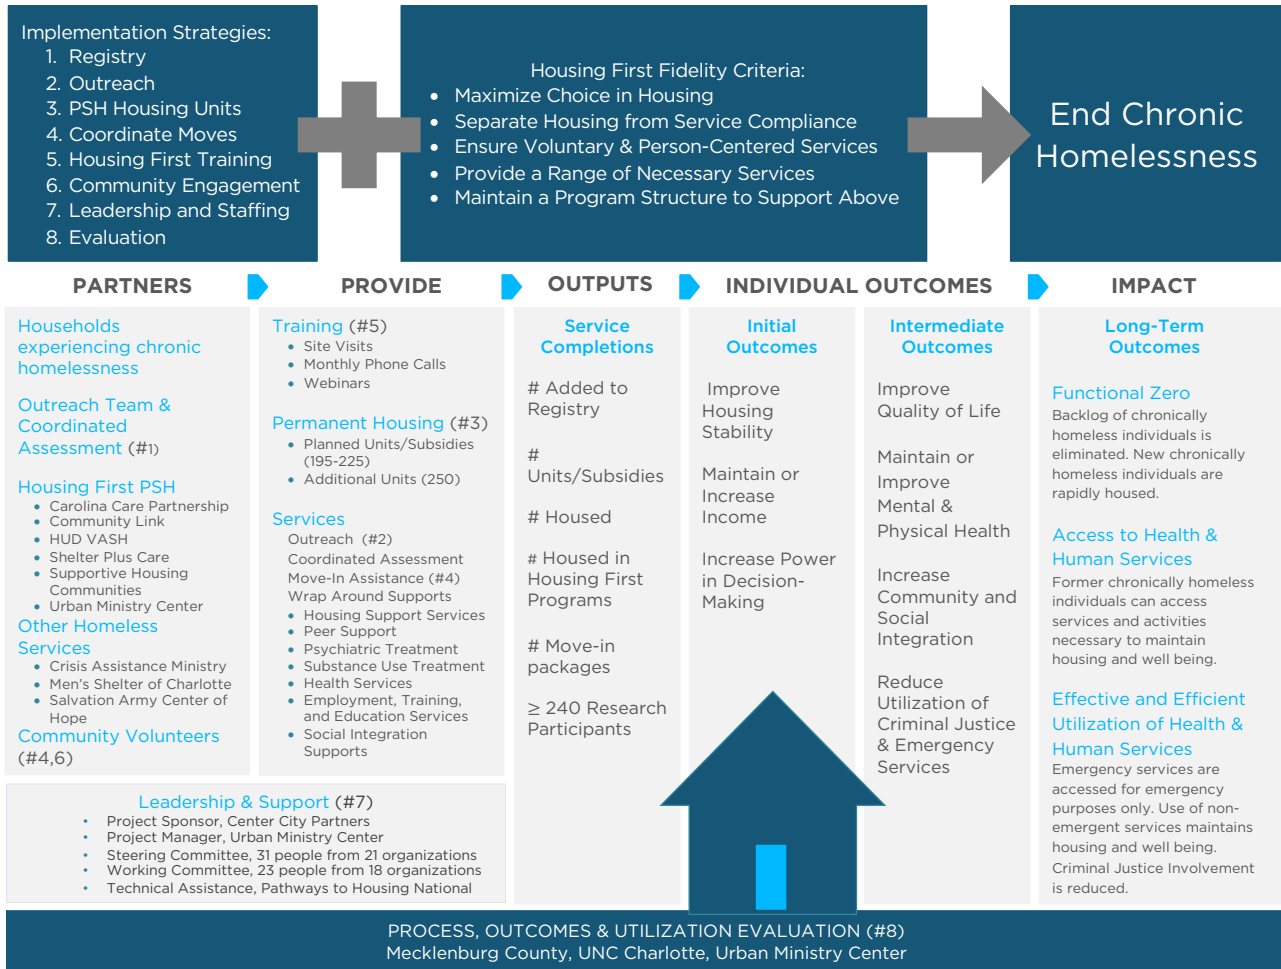 Implementation Strategies:
1. Registry
2. Outreach
3. PSH Housing Units
4. Coordinate Moves
5. Housing First Training
6. Community Engagement
7. Leadership and Staffing
8. Evaluation
Housing First Fidelity Criteria:
• Maximize Choice in Housing
• Separate Housing from Service Compliance
• Ensure Voluntary & Person-Centered Services
• Provide a Range of Necessary Services
• Maintain a Program Structure to Support Above
End Chronic
Homelessness
PARTNERS
PROVIDE
OUTPUTS
INDIVIDUAL OUTCOMES
IMPACT
Households
experiencing chronic
homelessness
Outreach Team &
Coordinated
Assessment (#1)
Housing First PSH
• Carolina Care Partnership
• Community Link
• HUD VASH
• Shelter Plus Care
• Supportive Housing
Communities
• Urban Ministry Center
Other Homeless
Services
• Crisis Assistance Ministry
• Men's Shelter of Charlotte
• Salvation Army Center of
Hope
Community Volunteers
(#4,6)
Training (#5)
• Site Visits
• Monthly Phone Calls
• Webinars
Permanent Housing (#3)
• Planned Units/Subsidies
(195-225)
• Additional Units (250)
Services
Outreach (#2)
Coordinated Assessment
Move-In Assistance (#4)
Wrap Around Supports
• Housing Support Services
• Peer Support
• Psychiatric Treatment
• Substance Use Treatment
• Health Services
• Employment, Training,
and Education Services
• Social Integration
Supports
Leadership & Support (#7)
• Project Sponsor, Center City Partners
• Project Manager, Urban Ministry Center
• Steering Committee, 31 people from 21 organizations
• Working Committee, 23 people from 18 organizations
• Technical Assistance, Pathways to Housing National
Service
Completions
# Added to
Registry
#
Units/Subsidies
# Housed
# Housed in
Housing First
Programs
# Move-in
packages
≥ 240 Research
Participants
Initial
Outcomes
Improve
Housing
Stability
Maintain or
Increase
Income
Increase Power
in Decision-
Making
Intermediate
Outcomes
Improve
Quality of Life
Maintain or
Improve
Mental &
Physical Health
Increase
Community and
Social
Integration
Reduce
Utilization of
Criminal Justice
& Emergency
Services
Long-Term
Outcomes
Functional Zero
Backlog of chronically
homeless individuals is
eliminated. New chronically
homeless individuals are
rapidly housed.
Access to Health &
Human Services
Former chronically homeless
individuals can access
services and activities
necessary to maintain
housing and well being.
Effective and Efficient
Utilization of Health &
Human Services
Emergency services are
accessed for emergency
purposes only. Use of non-
emergent services maintains
housing and well being.
Criminal Justice Involvement
is reduced.
PROCESS, OUTCOMES & UTILIZATION EVALUATION (#8)
Mecklenburg County, UNC Charlotte, Urban Ministry Center